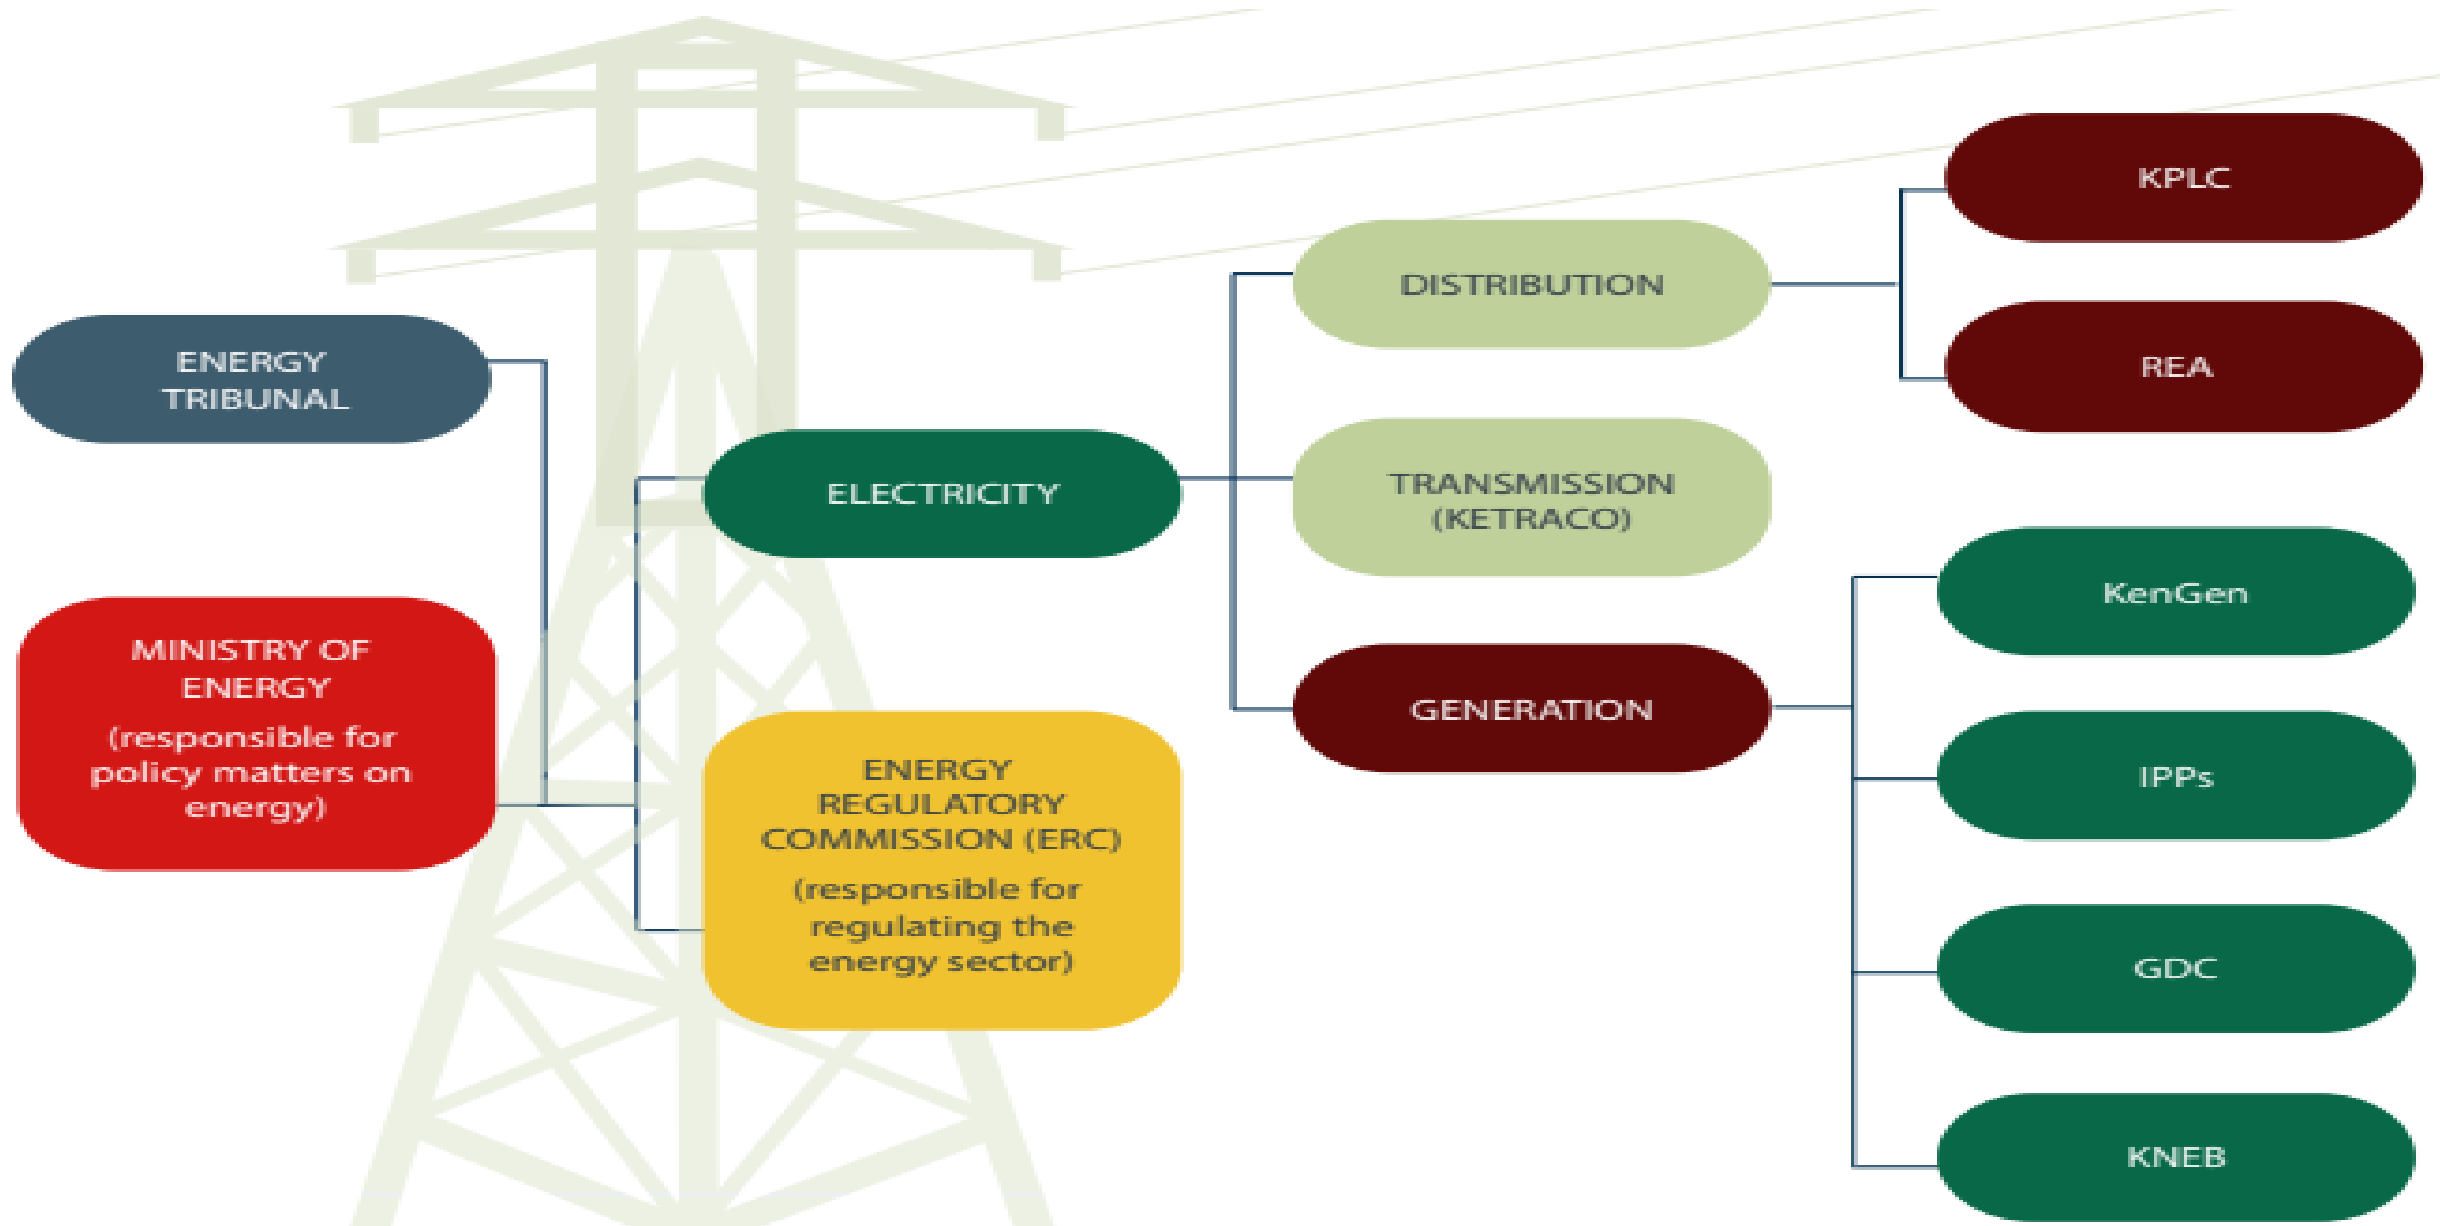 ENERGY
TRIBUNAL
MINISTRY OF
ENERGY
(responsible for
policy matters on
energy)
ELECTRICITY
ENERGY
REGULATORY
COMMISSION (ERC)
(responsible for
regulating the
energy sector)
DISTRIBUTION
TRANSMISSION
(KETRACO)
GENERATION
KPLC
REA
KenGen
IPPs
GDC
KNEB